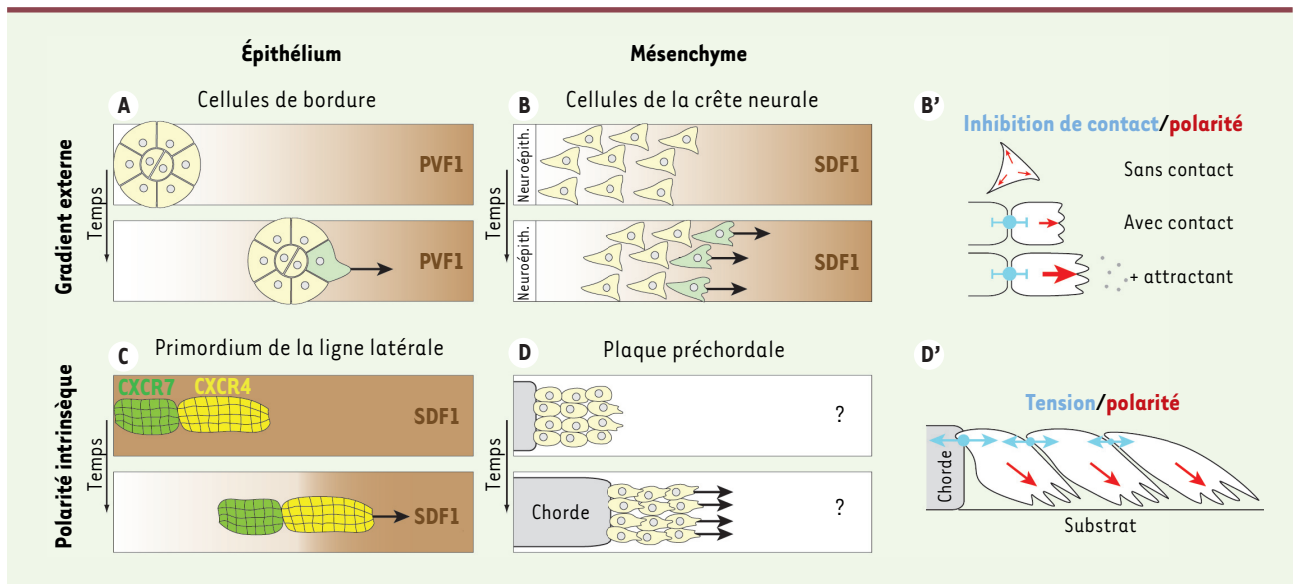 Épithélium
Mésenchyme
Gradient externe
A
Cellules de bordure
Temps
PVF1
PVF1
B
Cellules de la crête neurale
Temps
Neuroépith.
SDF1
Neuroépith.
SDF1
B’
Inhibition de contact/polarité
Sans contact
Avec contact
+ attractant
Polarité intrinsèque
C
Primordium de la ligne latérale
Temps
CXCR7 CXCR4
SDF1
SDF1
D
Plaque préchordale
Temps
?
Chorde
?
D’
Tension/polarité
Chorde
Substrat